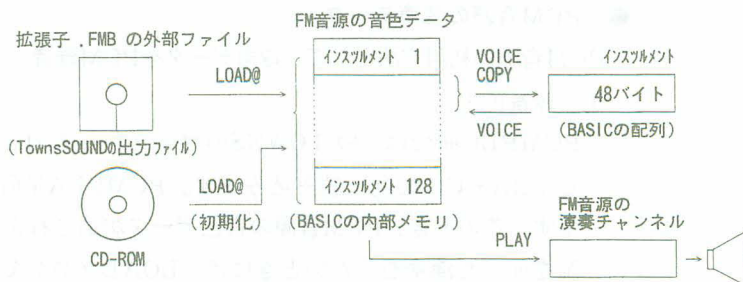 FM音源の音色データ
拡張子 .FMB の外部ファイル
LOAD@
(TownsSOUNDの出力ファイル)
CD-ROM
LOAD@
(初期化)
インスツルメント 1
インスツルメント 128
(BASICの内部メモリ)
VOICE
COPY
VOICE
インスツルメント
48バイト
(BASICの配列)
PLAY
FM音源の
演奏チャンネル